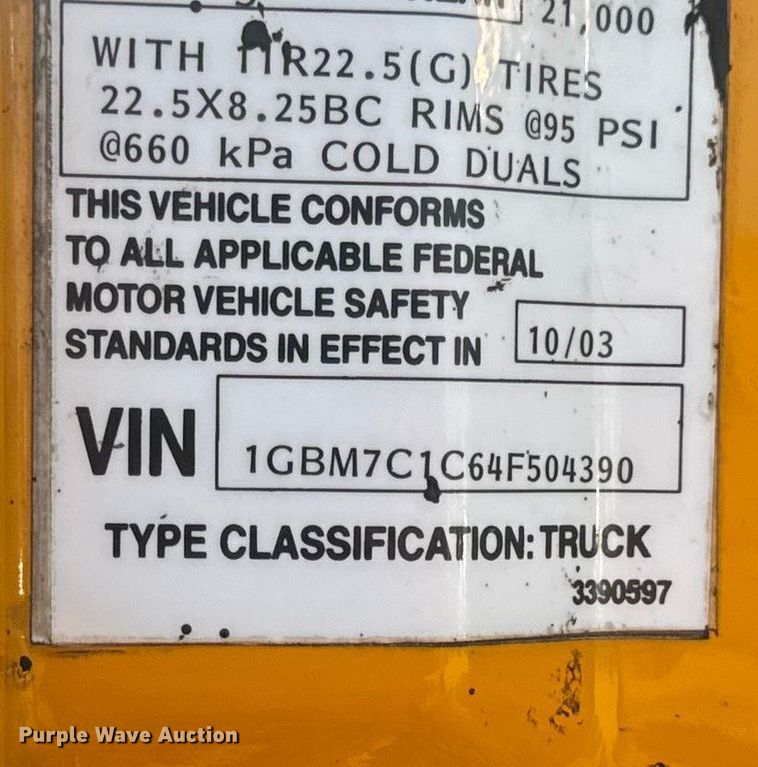 21,000
WITH 11R22.5(G) TIRES
22.5X8.25BC RIMS @95 PSI
@660 kPa COLD DUALS
THIS VEHICLE CONFORMS
TO ALL APPLICABLE FEDERAL
MOTOR VEHICLE SAFETY
STANDARDS IN EFFECT IN 10/03
VIN 1GBM7C1C64F504390
TYPE CLASSIFICATION: TRUCK
3390597
Purple Wave Auction